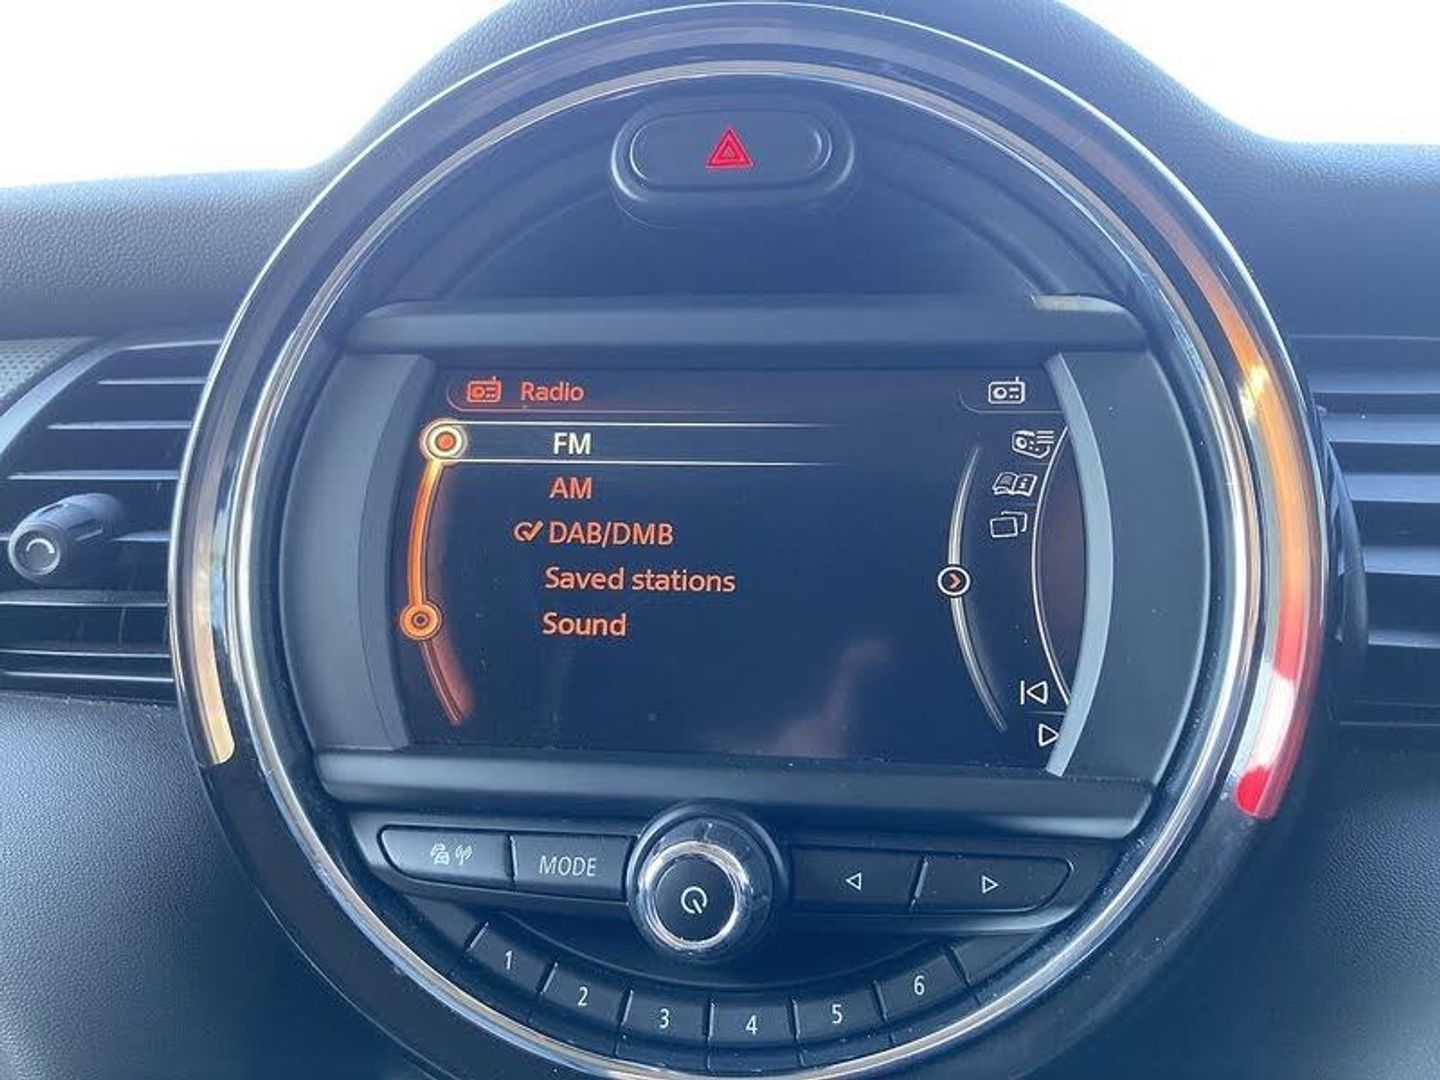 Radio
FM
AM
DAB/DMB
Saved stations
Sound
MODE
1
2
3
4
5
6